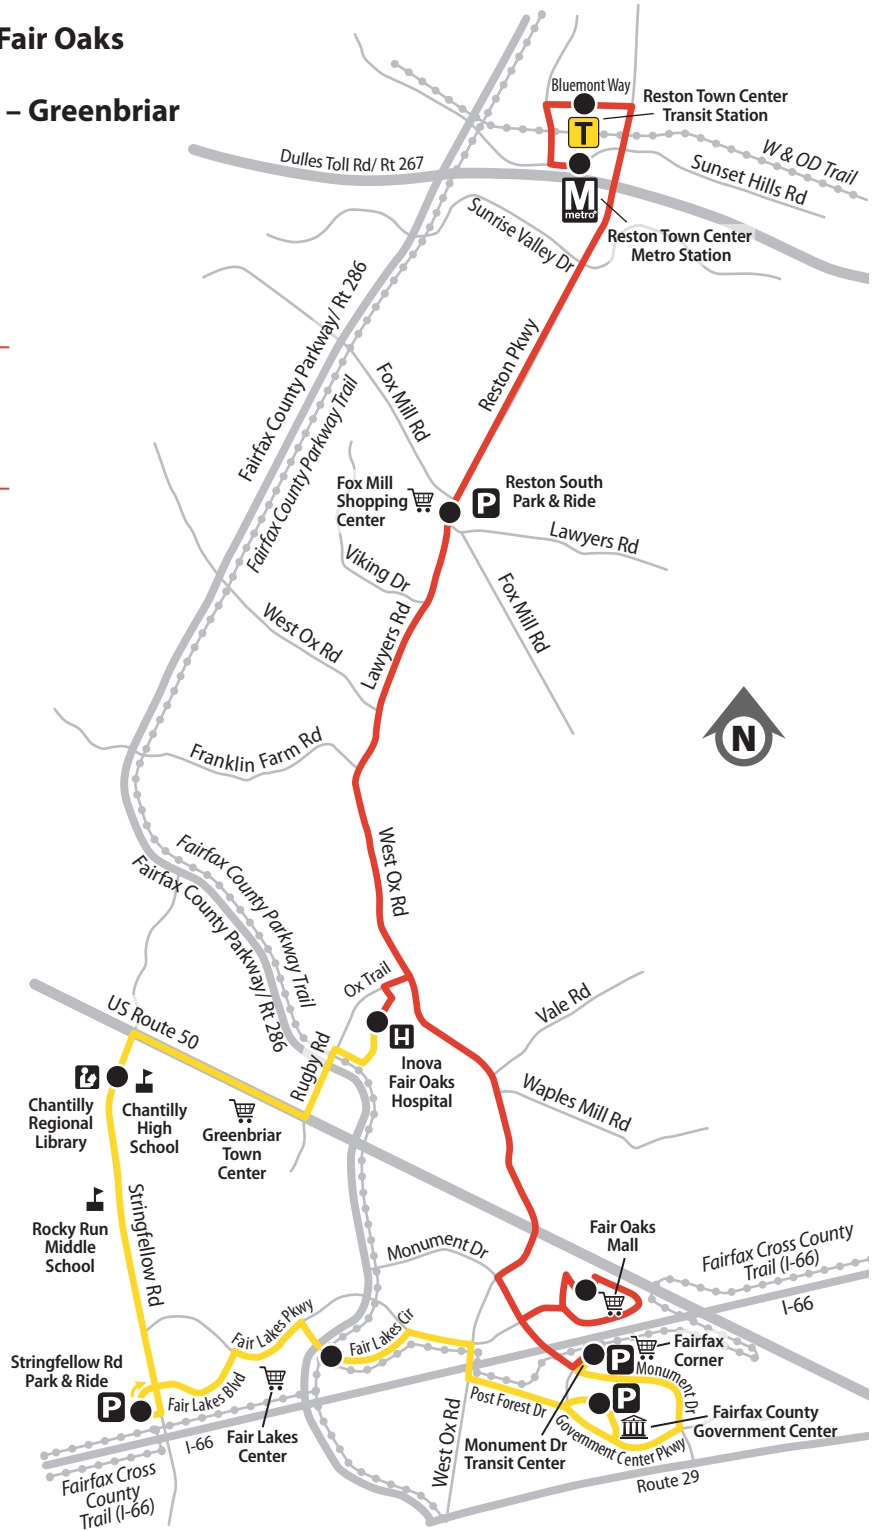 Fair Oaks
– Greenbriar
Bluemont Way
Reston Town Center
Transit Station
T
W & OD Trail
Dulles Toll Rd/ Rt 267
Sunset Hills Rd
M
metro
Sunrise Valley Dr
Reston Town Center
Metro Station
Fairfax County Parkway/ Rt 286
Fairfax County Parkway Trail
Reston Pkwy
Fox Mill Rd
Fox Mill
Shopping
Center
P
Reston South
Park & Ride
Lawyers Rd
Viking Dr
Fox Mill Rd
West Ox Rd
Lawyers Rd
N
Franklin Farm Rd
West Ox Rd
Fairfax County Parkway Trail
Fairfax County Parkway/ Rt 286
Ox Trail
Vale Rd
US Route 50
Rugby Rd
H
Inova
Fair Oaks
Hospital
Waples Mill Rd
Chantilly
Regional
Library
Chantilly
High
School
Greenbriar
Town
Center
Rocky Run
Middle
School
Stringfellow Rd
Monument Dr
Fair Oaks
Mall
Fairfax Cross County
Trail (I-66)
I-66
Fair Lakes Pkwy
Fair Lakes Cir
Stringfellow Rd
Park & Ride
P
Fair Lakes Blvd
P
Fairfax
Corner
Monument Dr
P
Post Forest Dr
Fairfax County
Government Center
Government Center Pkwy
Monument Dr
Transit Center
West Ox Rd
Fair Lakes
Center
I-66
Route 29
Fairfax Cross
County
Trail (I-66)